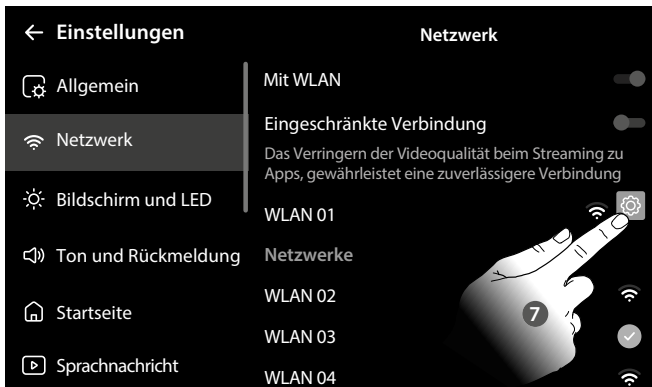 Einstellungen
Netzwerk
Allgemein
Mit WLAN
Netzwerk
Eingeschränkte Verbindung
Das Verringern der Videoqualität beim Streaming zu
Apps, gewährleistet eine zuverlässigere Verbindung
Bildschirm und LED
WLAN 01
Ton und Rückmeldung
Netzwerke
WLAN 02
Startseite
7
WLAN 03
Sprachnachricht
WLAN 04